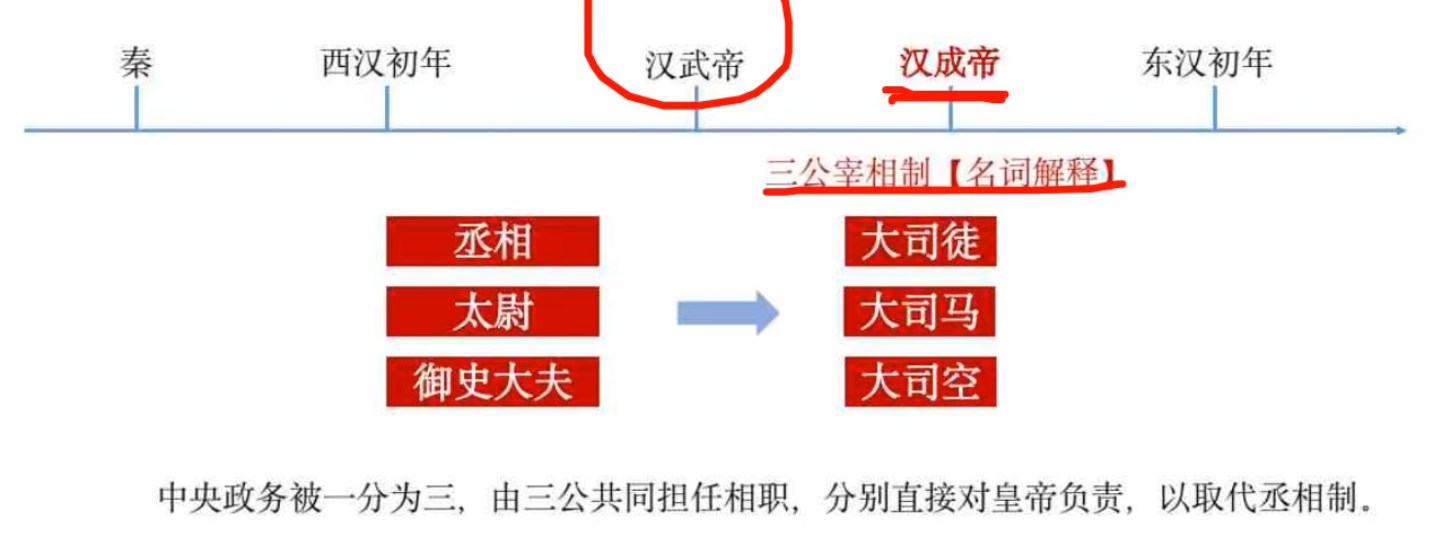 秦 西汉初年 汉武帝 汉成帝 东汉初年
三公宰相制【名词解释】
丞相 大司徒
太尉 大司马
御史大夫 大司空
中央政务被一分为三，由三公共同担任相职，分别直接对皇帝负责，以取代丞相制。